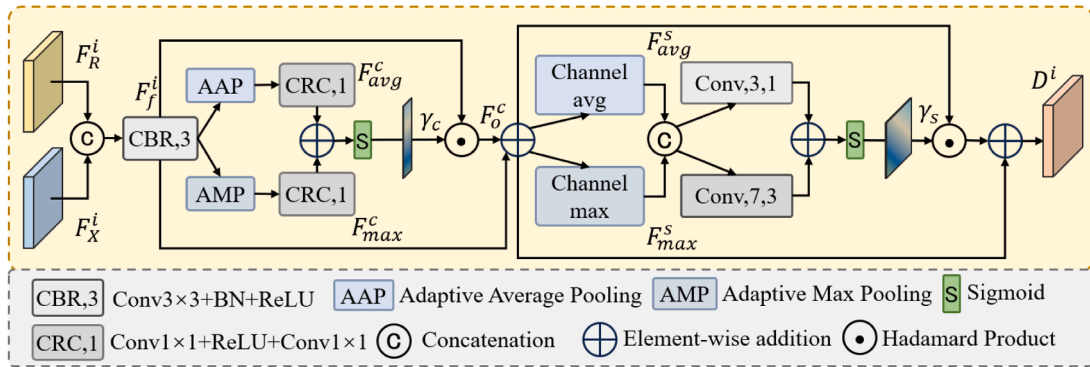 F_R^i
F_X^i
C
F_f^i
CBR,3
AAP
AMP
CRC,1
CRC,1
F_avg^c
F_max^c
S
γ_c
F_o^c
Channel
avg
Channel
max
F_avg^s
F_max^s
C
Conv,3,1
Conv,7,3
S
γ_s
D^i
CBR,3 Conv3×3+BN+ReLU AAP Adaptive Average Pooling AMP Adaptive Max Pooling S Sigmoid
CRC,1 Conv1×1+ReLU+Conv1×1 C Concatenation Element-wise addition Hadamard Product